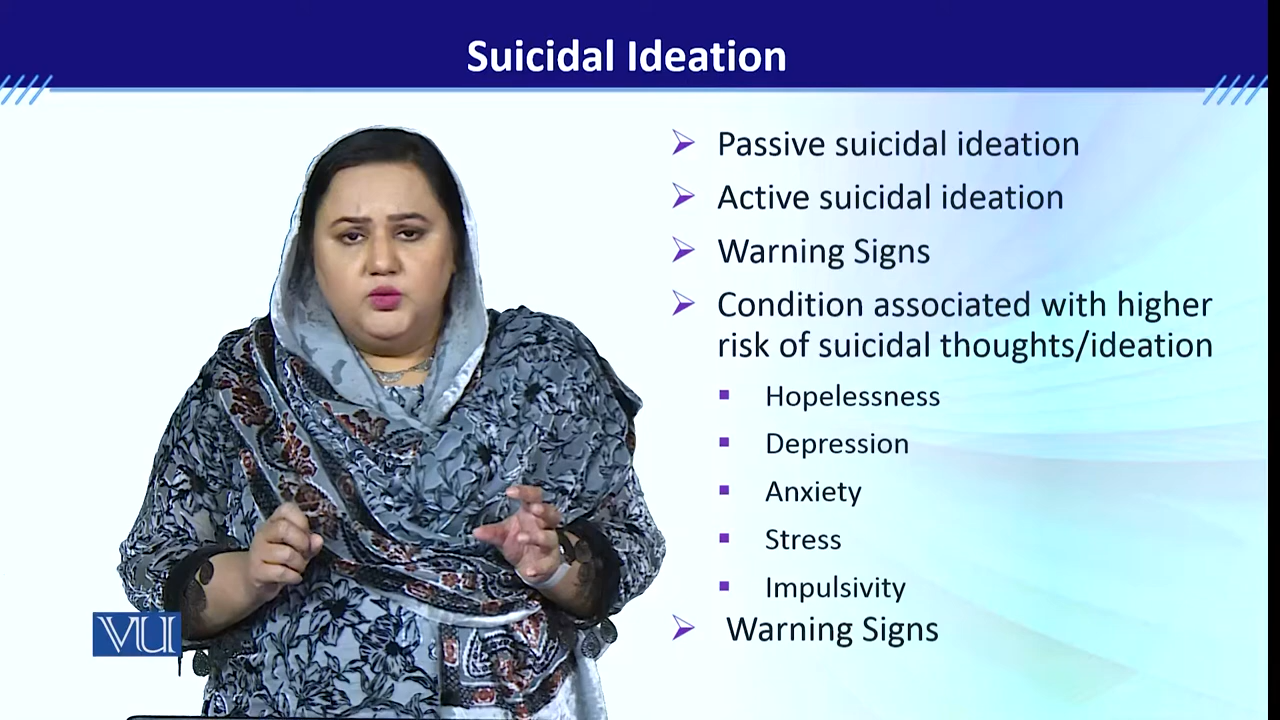 Suicidal Ideation
Passive suicidal ideation
Active suicidal ideation
Warning Signs
Condition associated with higher
risk of suicidal thoughts/ideation
Hopelessness
Depression
Anxiety
Stress
Impulsivity
Warning Signs
VU